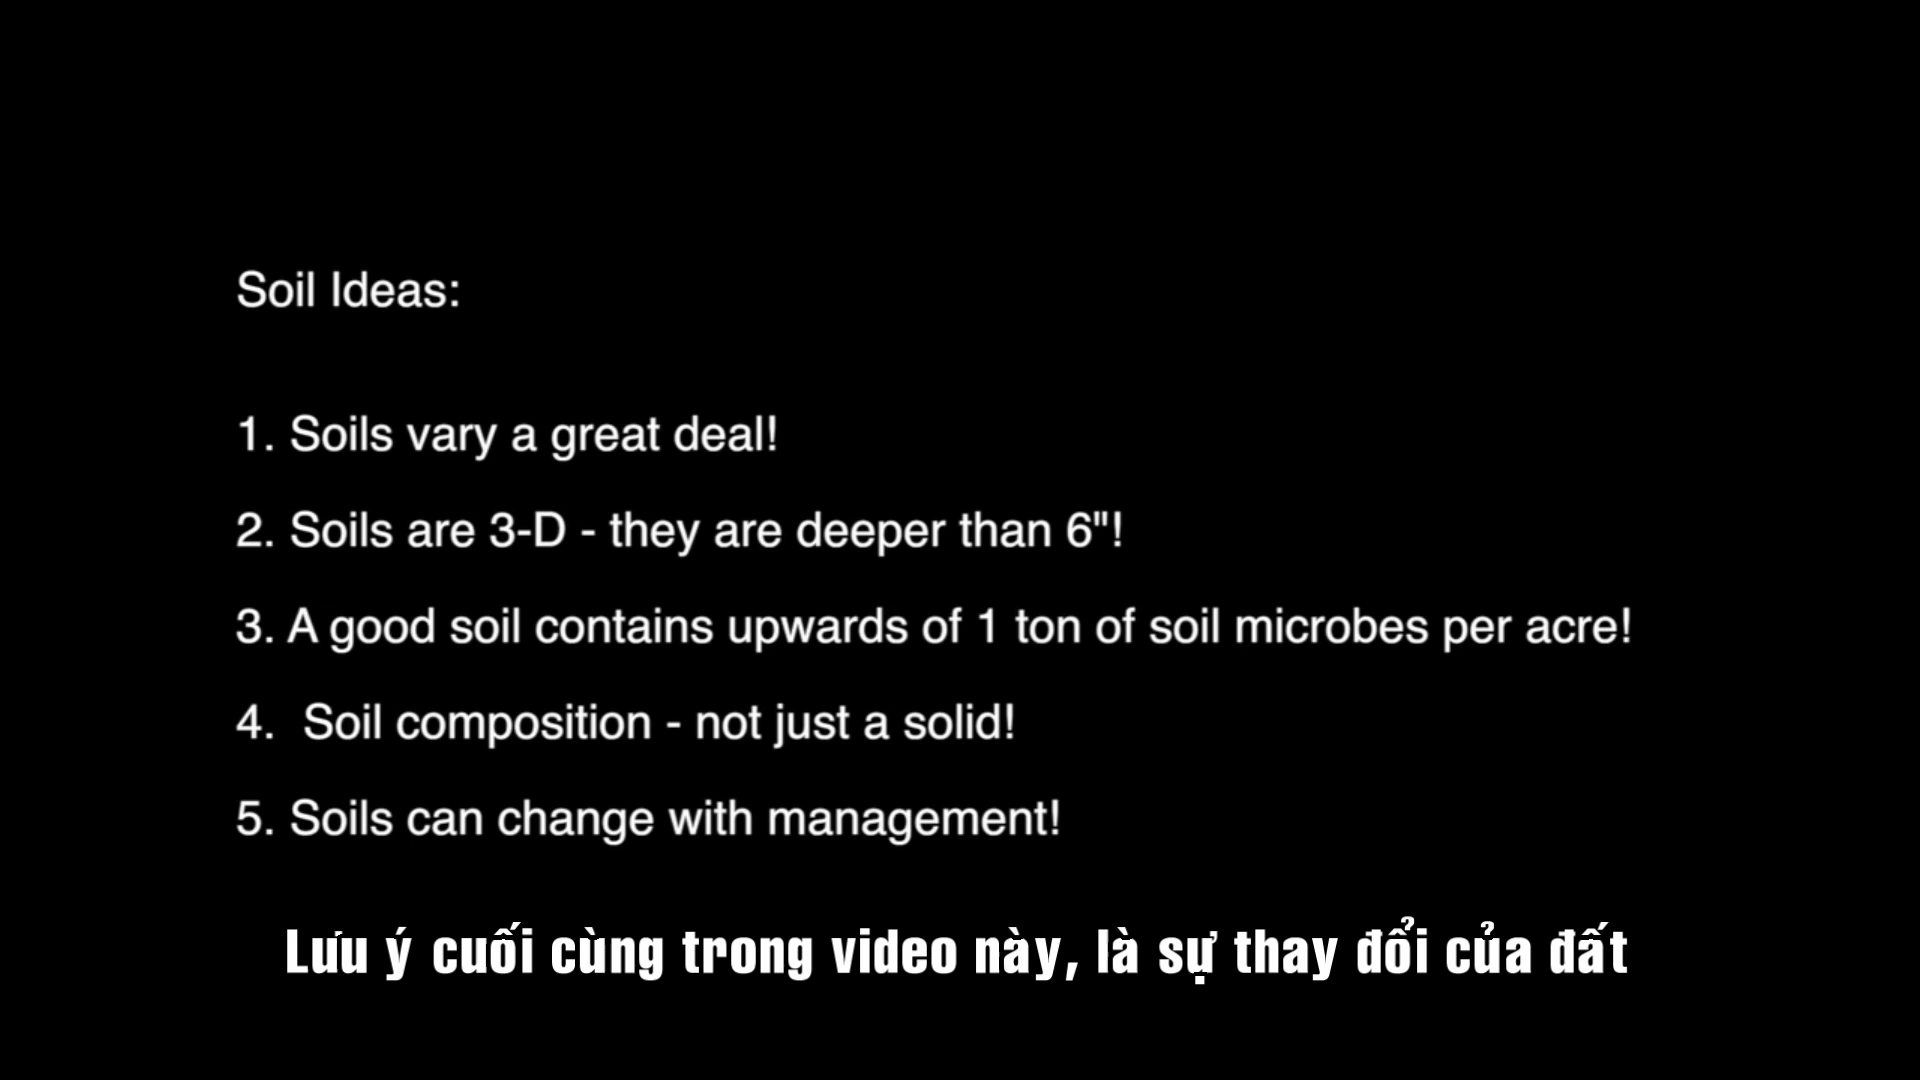 Soil Ideas:
1. Soils vary a great deal!
2. Soils are 3-D - they are deeper than 6"!
3. A good soil contains upwards of 1 ton of soil microbes per acre!
4.  Soil composition - not just a solid!
5. Soils can change with management!
Lưu ý cuối cùng trong video này, là sự thay đổi của đất